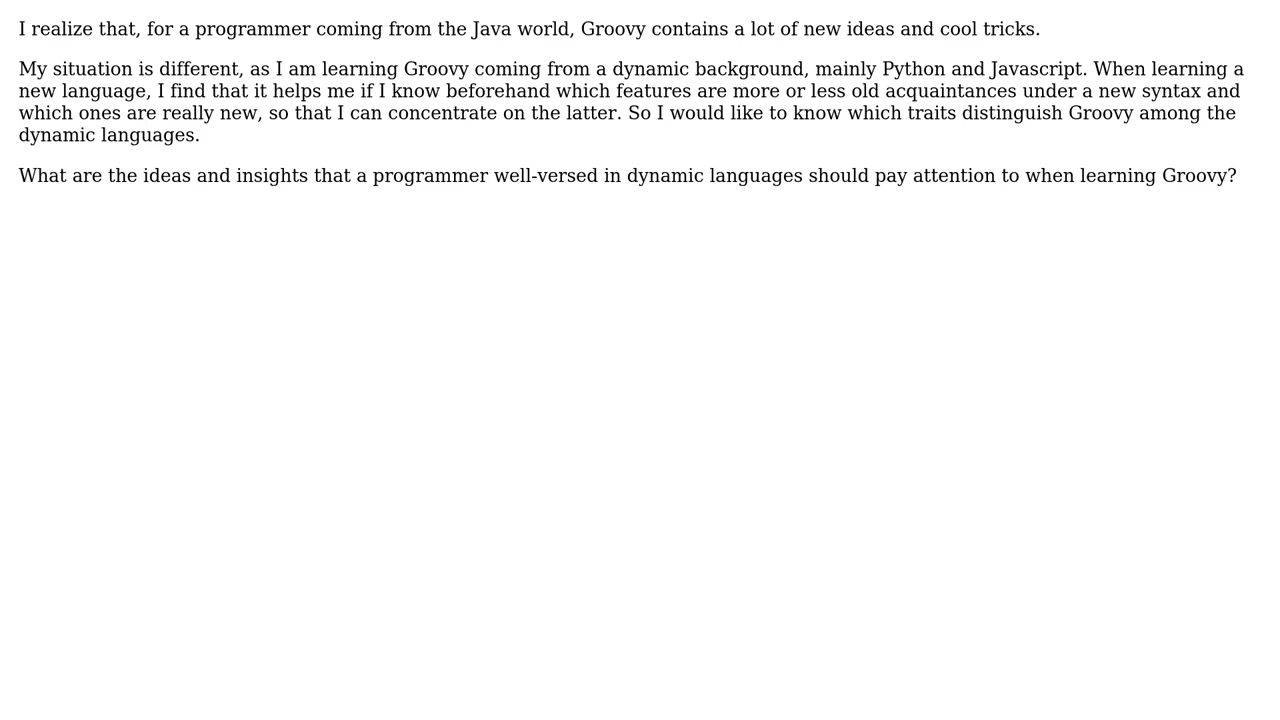 I realize that, for a programmer coming from the Java world, Groovy contains a lot of new ideas and cool tricks.
My situation is different, as I am learning Groovy coming from a dynamic background, mainly Python and Javascript. When learning a
new language, I find that it helps me if I know beforehand which features are more or less old acquaintances under a new syntax and
which ones are really new, so that I can concentrate on the latter. So I would like to know which traits distinguish Groovy among the
dynamic languages.
What are the ideas and insights that a programmer well-versed in dynamic languages should pay attention to when learning Groovy?